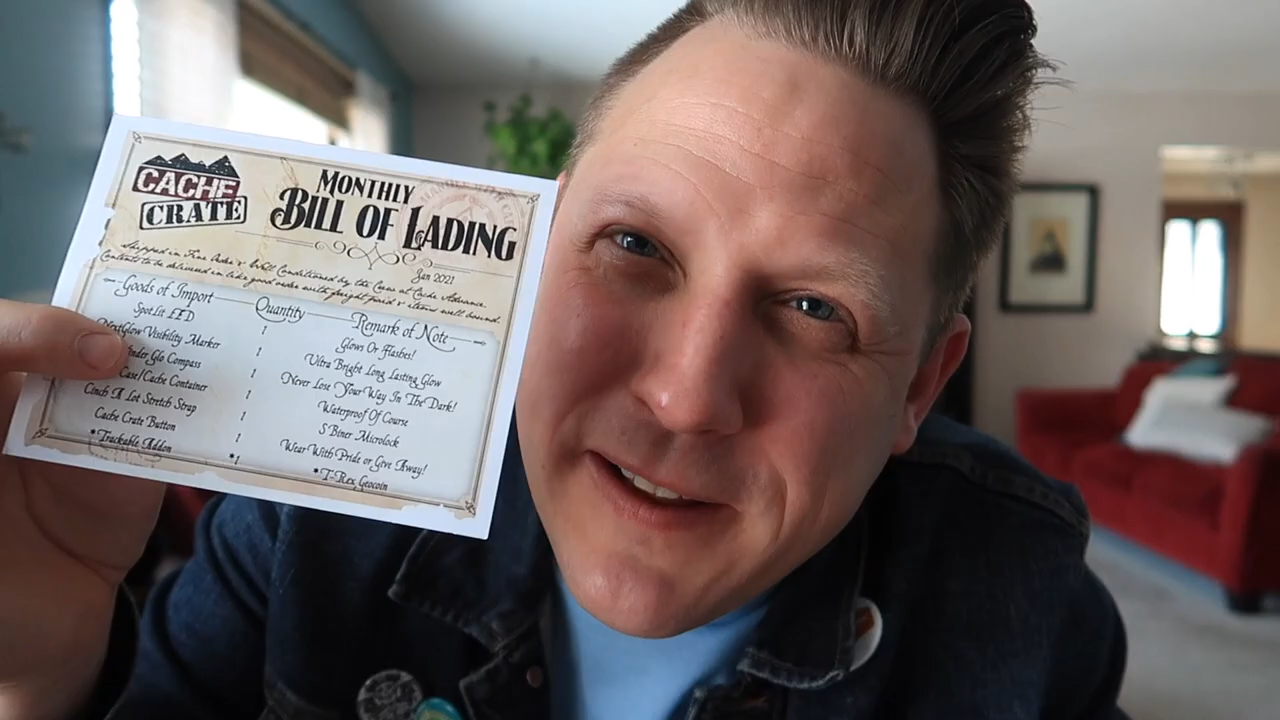 CACHE
CRATE
MONTHLY
BILL OF LADING
Jan 2021
Shipped in Fine Order & Well Conditioned by the Crew at Cache Advance.
Contents to be delivered in like good order with freight paid & items well bound.
Goods of Import Quantity Remark of Note
SpotLit LED 1 Glows Or Flashes!
NextGlow Visibility Marker 1 Ultra Bright Long Lasting Glow
Glo Compass 1 Never Lose Your Way In The Dark!
Case/Cache Container 1 Waterproof Of Course
Cinch A Lot Stretch Strap 1 S Biner Microlock
Cache Crate Button 1 Wear With Pride or Give Away!
*Trackable Addon *1 *T-Rex Geocoin